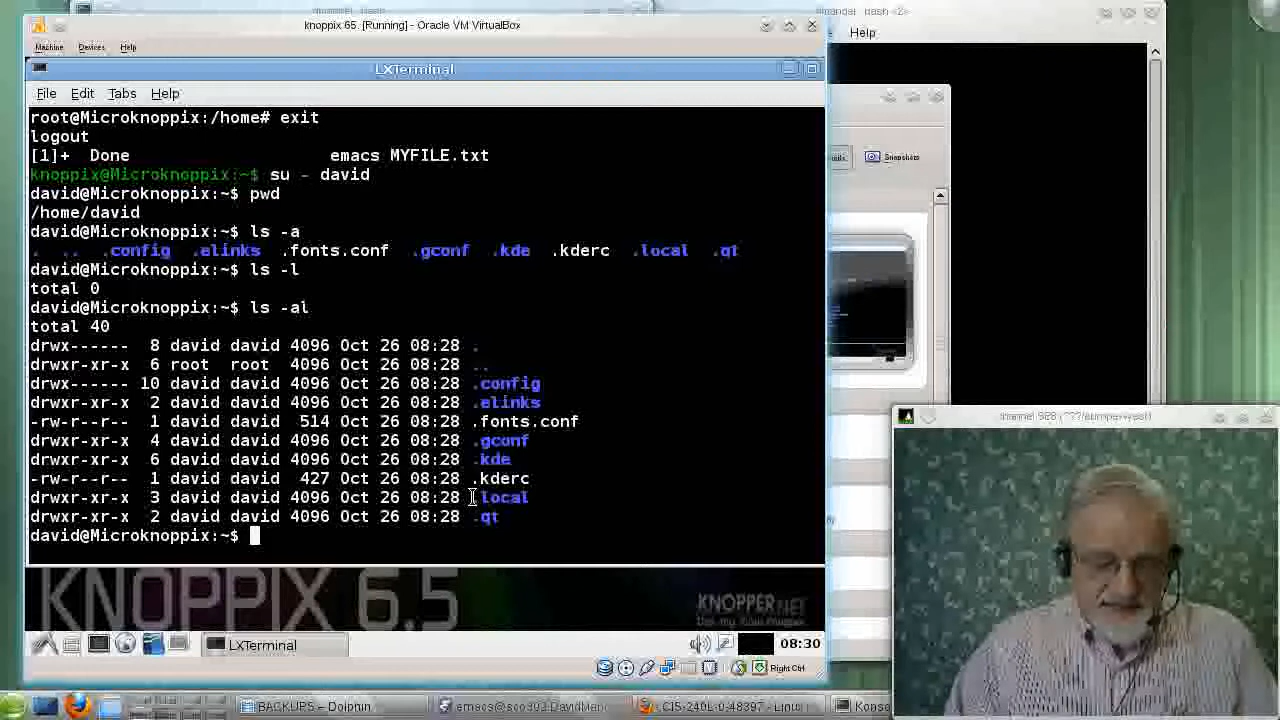 knoppix 65. [Running] - Oracle VM VirtualBox
Machine Devices Help
Help
LXTerminal
File Edit Tabs Help
root@Microknoppix:/home# exit
logout
[1]+ Done emacs MYFILE.txt
knoppix@Microknoppix:~$ su - david
david@Microknoppix:~$ pwd
/home/david
david@Microknoppix:~$ ls -a
. .. .config .elinks .fonts.conf .gconf .kde .kderc .local .qt
david@Microknoppix:~$ ls -l
total 0
david@Microknoppix:~$ ls -al
total 40
drwx------ 8 david david 4096 Oct 26 08:28 .
drwxr-xr-x 6 root root 4096 Oct 26 08:28 ..
drwx------ 10 david david 4096 Oct 26 08:28 .config
drwxr-xr-x 2 david david 4096 Oct 26 08:28 .elinks
-rw-r--r-- 1 david david 514 Oct 26 08:28 .fonts.conf
drwxr-xr-x 4 david david 4096 Oct 26 08:28 .gconf
drwxr-xr-x 6 david david 4096 Oct 26 08:28 .kde
-rw-r--r-- 1 david david 427 Oct 26 08:28 .kderc
drwxr-xr-x 3 david david 4096 Oct 26 08:28 .local
drwxr-xr-x 2 david david 4096 Oct 26 08:28 .qt
david@Microknoppix:~$
Snapshots
KNOPPIX 6.5
KNOPPER.NET
LXTerminal
08:30
Right Ctrl
BACKUPS – Dolphin